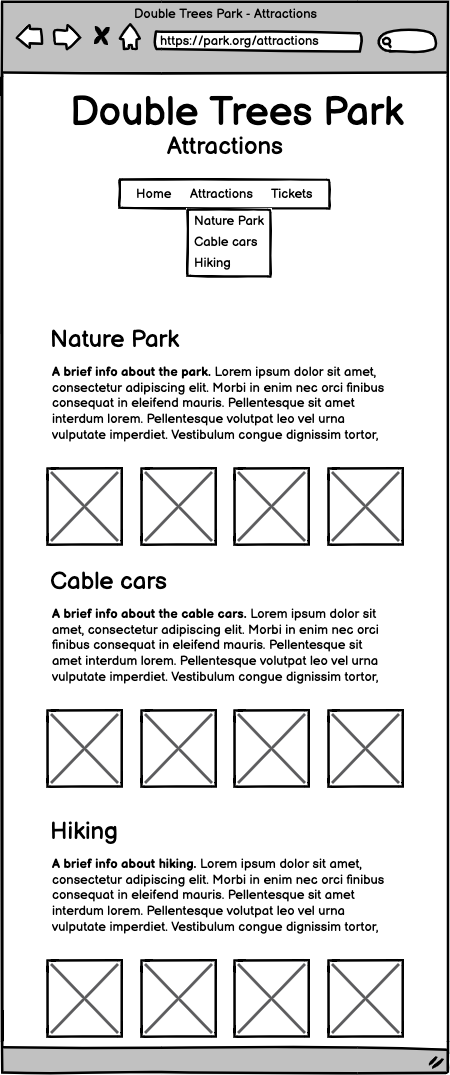 Double Trees Park - Attractions
https://park.org/attractions
Double Trees Park
Attractions
Home Attractions Tickets
Nature Park
Cable cars
Hiking
Nature Park
A brief info about the park. Lorem ipsum dolor sit amet,
consectetur adipiscing elit. Morbi in enim nec orci finibus
consequat in eleifend mauris. Pellentesque sit amet
interdum lorem. Pellentesque volutpat leo vel urna
vulputate imperdiet. Vestibulum congue dignissim tortor,
Cable cars
A brief info about the cable cars. Lorem ipsum dolor sit
amet, consectetur adipiscing elit. Morbi in enim nec orci
finibus consequat in eleifend mauris. Pellentesque sit
amet interdum lorem. Pellentesque volutpat leo vel urna
vulputate imperdiet. Vestibulum congue dignissim tortor,
Hiking
A brief info about hiking. Lorem ipsum dolor sit amet,
consectetur adipiscing elit. Morbi in enim nec orci finibus
consequat in eleifend mauris. Pellentesque sit amet
interdum lorem. Pellentesque volutpat leo vel urna
vulputate imperdiet. Vestibulum congue dignissim tortor,